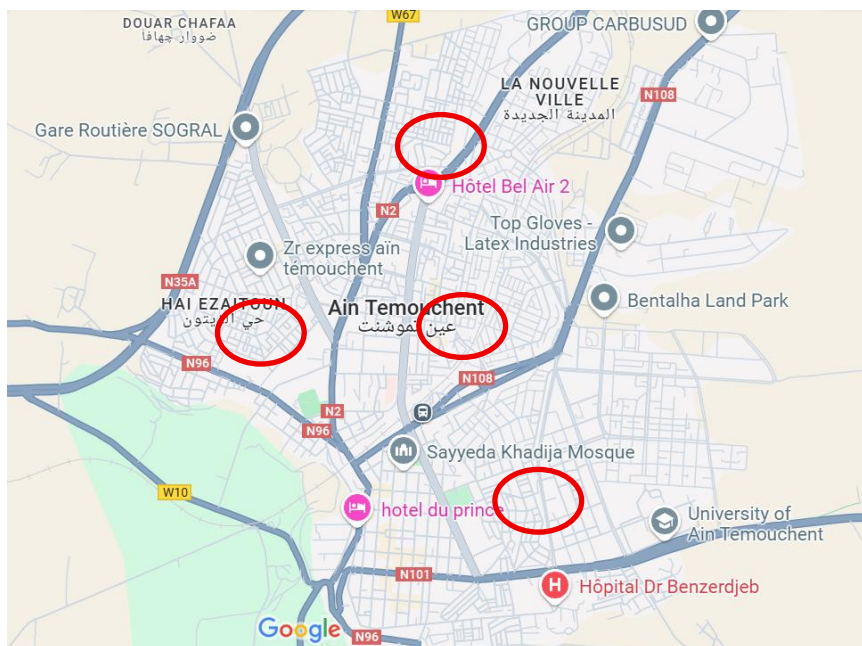 W67
DOUAR CHAFAA
ضووار جهافا
GROUP CARBUSUD
LA NOUVELLE
VILLE
المدينة الجديدة
N108
Gare Routière SOGRAL
Hôtel Bel Air 2
N2
Top Gloves -
Latex Industries
Zr express aïn
témouchent
N35A
HAI EZAITOUN
حي الزيتون
Ain Temouchent
عين تموشنت
Bentalha Land Park
N96
N108
N2
N96
Sayyeda Khadija Mosque
W10
hotel du prince
University of
Ain Temouchent
N101
Hôpital Dr Benzerdjeb
H
Google
N96